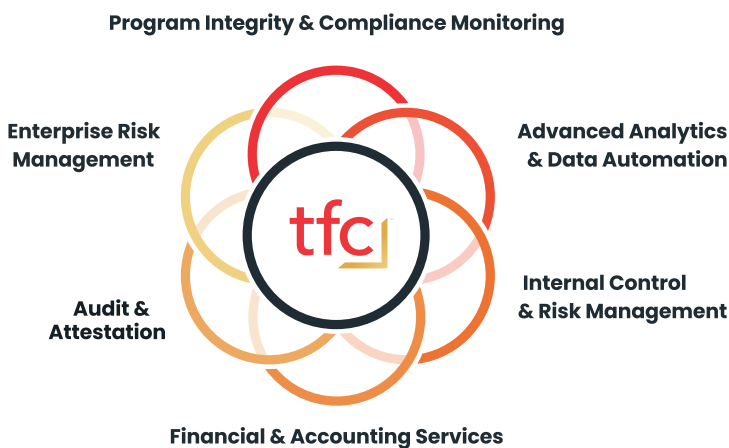 Program Integrity & Compliance Monitoring
Enterprise Risk
Management
Advanced Analytics
& Data Automation
tfc
Internal Control
& Risk Management
Audit &
Attestation
Financial & Accounting Services